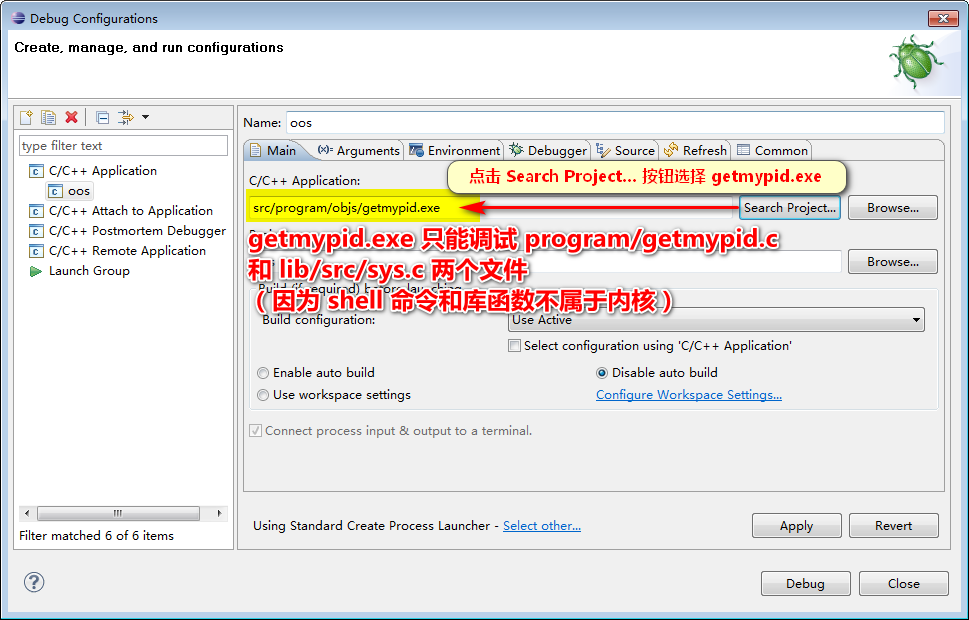 Debug Configurations
Create, manage, and run configurations
Name: oos
type filter text
Main (x)= Arguments Environment Debugger Source Refresh Common
C/C++ Application
C/C++ Application:
点击 Search Project... 按钮选择 getmypid.exe
oos
src/program/objs/getmypid.exe
Search Project...
Browse...
C/C++ Attach to Application
C/C++ Postmortem Debugger
C/C++ Remote Application
Launch Group
getmypid.exe 只能调试 program/getmypid.c
和 lib/src/sys.c 两个文件
（因为 shell 命令和库函数不属于内核）
Browse...
Build (if required) before launching
Build configuration:
Use Active
Select configuration using 'C/C++ Application'
Enable auto build
Disable auto build
Use workspace settings
Configure Workspace Settings...
Connect process input & output to a terminal.
Using Standard Create Process Launcher - Select other...
Apply
Revert
Filter matched 6 of 6 items
?
Debug
Close